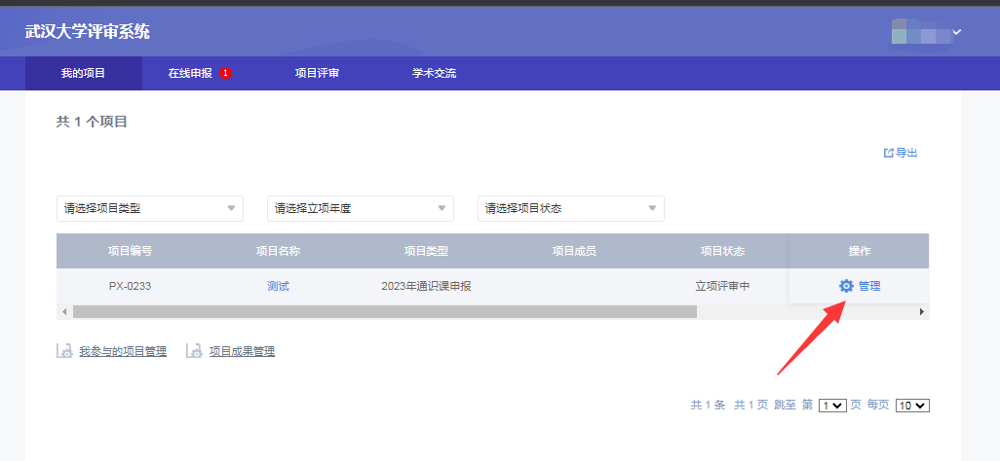 武汉大学评审系统
我的项目 在线申报 1 项目评审 学术交流
共 1 个项目
导出
请选择项目类型 请选择立项年度 请选择项目状态
项目编号 项目名称 项目类型 项目成员 项目状态 操作
PX-0233 测试 2023年通识课申报 立项评审中 管理
我参与的项目管理 项目成果管理
共 1 条 共 1 页 跳至 第 1 页 每页 10